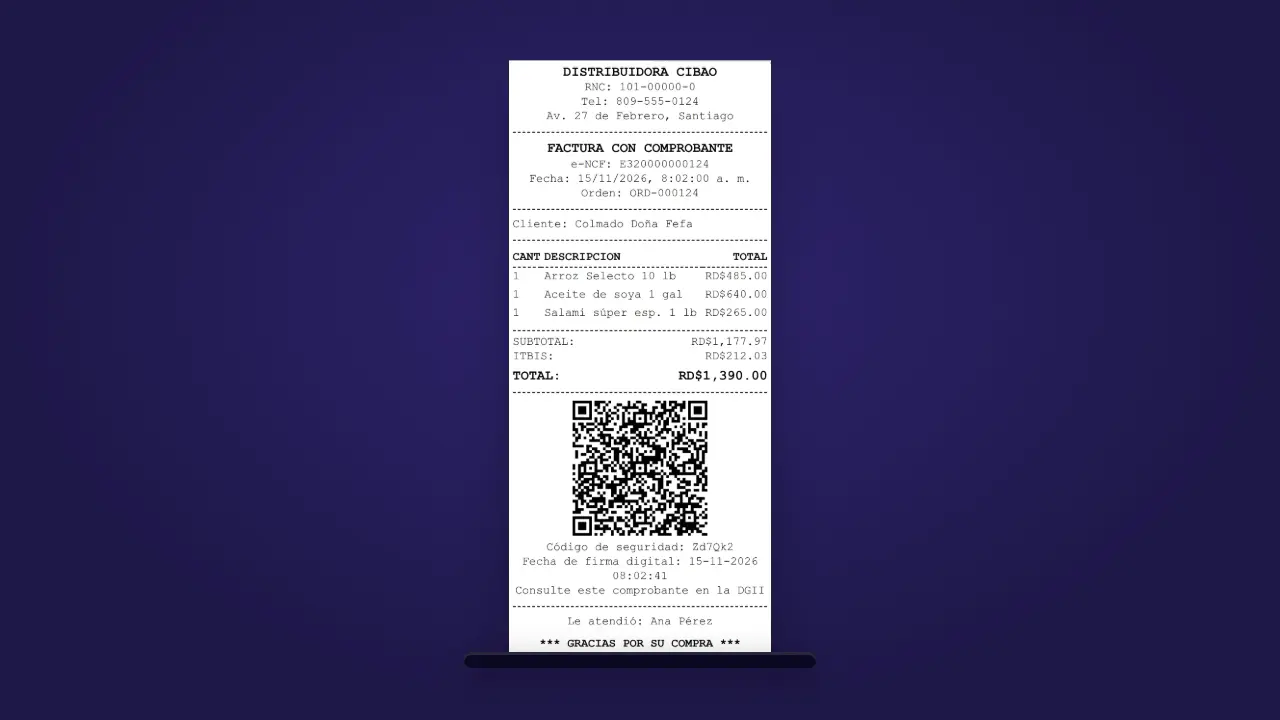 DISTRIBUIDORA CIBAO
RNC: 101-00000-0
Tel: 809-555-0124
Av. 27 de Febrero, Santiago
FACTURA CON COMPROBANTE
e-NCF: E320000000124
Fecha: 15/11/2026, 8:02:00 a. m.
Orden: ORD-000124
Cliente: Colmado Doña Fefa
CANT DESCRIPCION TOTAL
1 Arroz Selecto 10 lb RD$485.00
1 Aceite de soya 1 gal RD$640.00
1 Salami súper esp. 1 lb RD$265.00
SUBTOTAL: RD$1,177.97
ITBIS: RD$212.03
TOTAL: RD$1,390.00
Código de seguridad: Zd7Qk2
Fecha de firma digital: 15-11-2026
08:02:41
Consulte este comprobante en la DGII
Le atendió: Ana Pérez
*** GRACIAS POR SU COMPRA ***